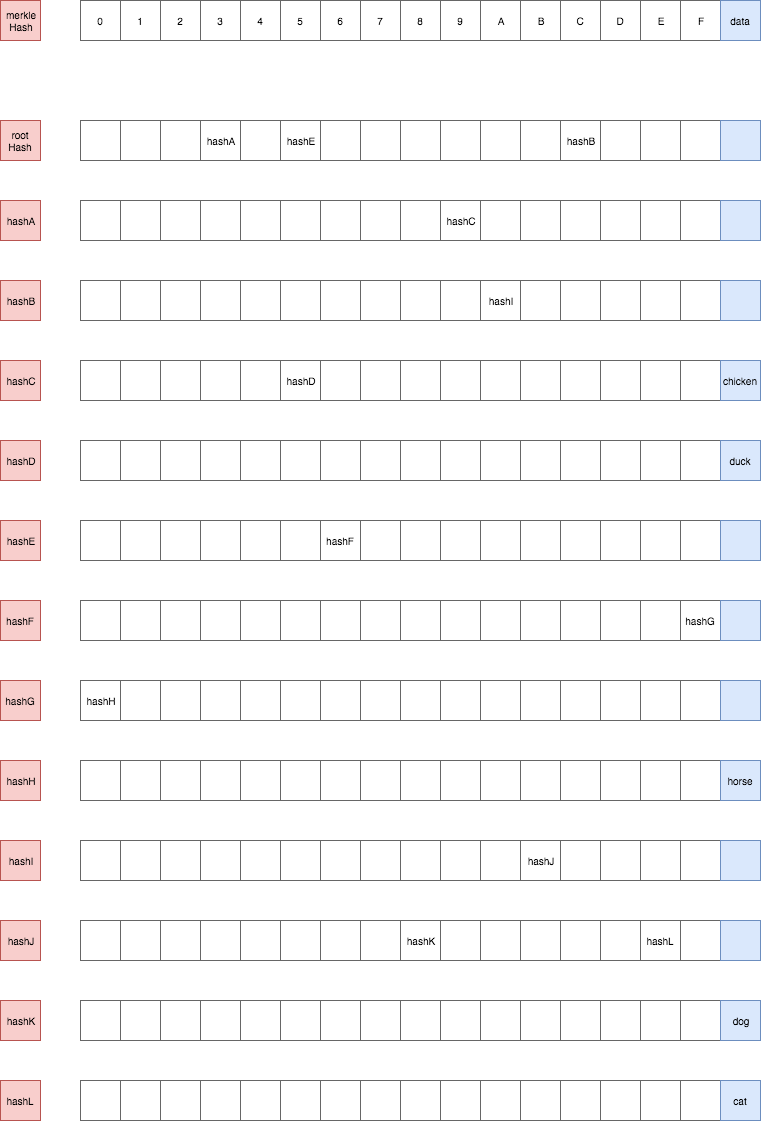 merkle
Hash
0 1 2 3 4 5 6 7 8 9 A B C D E F data
root
Hash
hashA hashE hashB
hashA hashC
hashB hashI
hashC hashD chicken
hashD duck
hashE hashF
hashF hashG
hashG hashH
hashH horse
hashI hashJ
hashJ hashK hashL
hashK dog
hashL cat